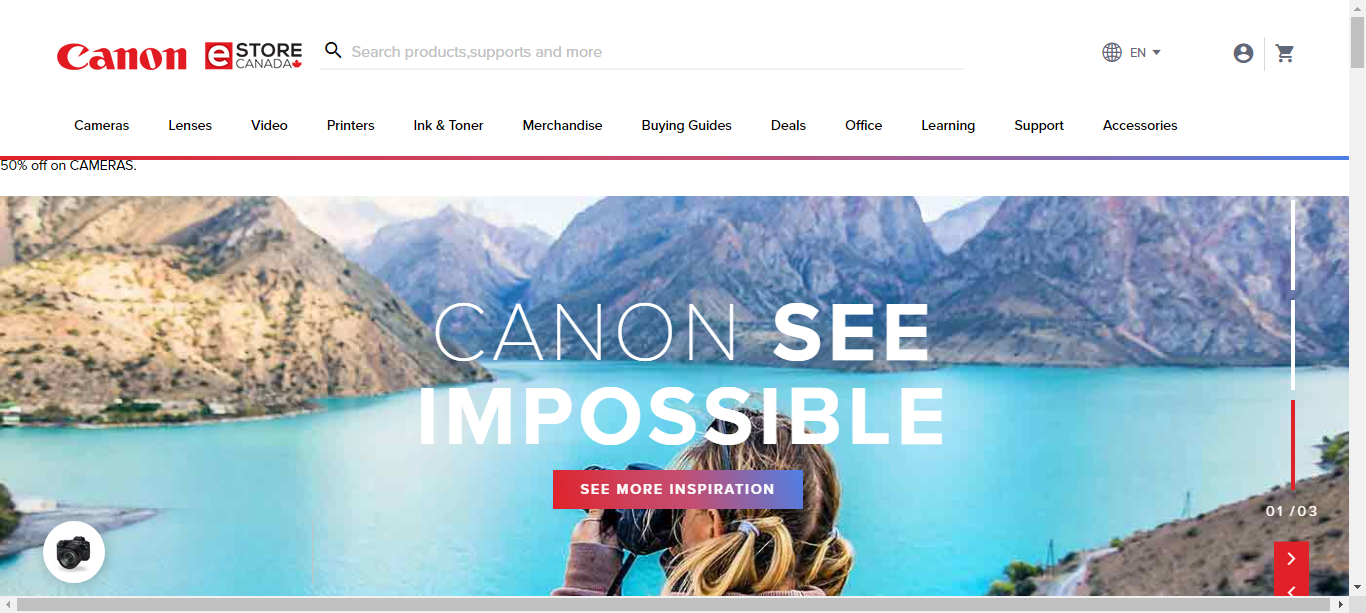 Canon e STORE CANADA
Search products,supports and more
EN
Cameras Lenses Video Printers Ink & Toner Merchandise Buying Guides Deals Office Learning Support Accessories
50% off on CAMERAS.
CANON SEE
IMPOSSIBLE
SEE MORE INSPIRATION
01 /03